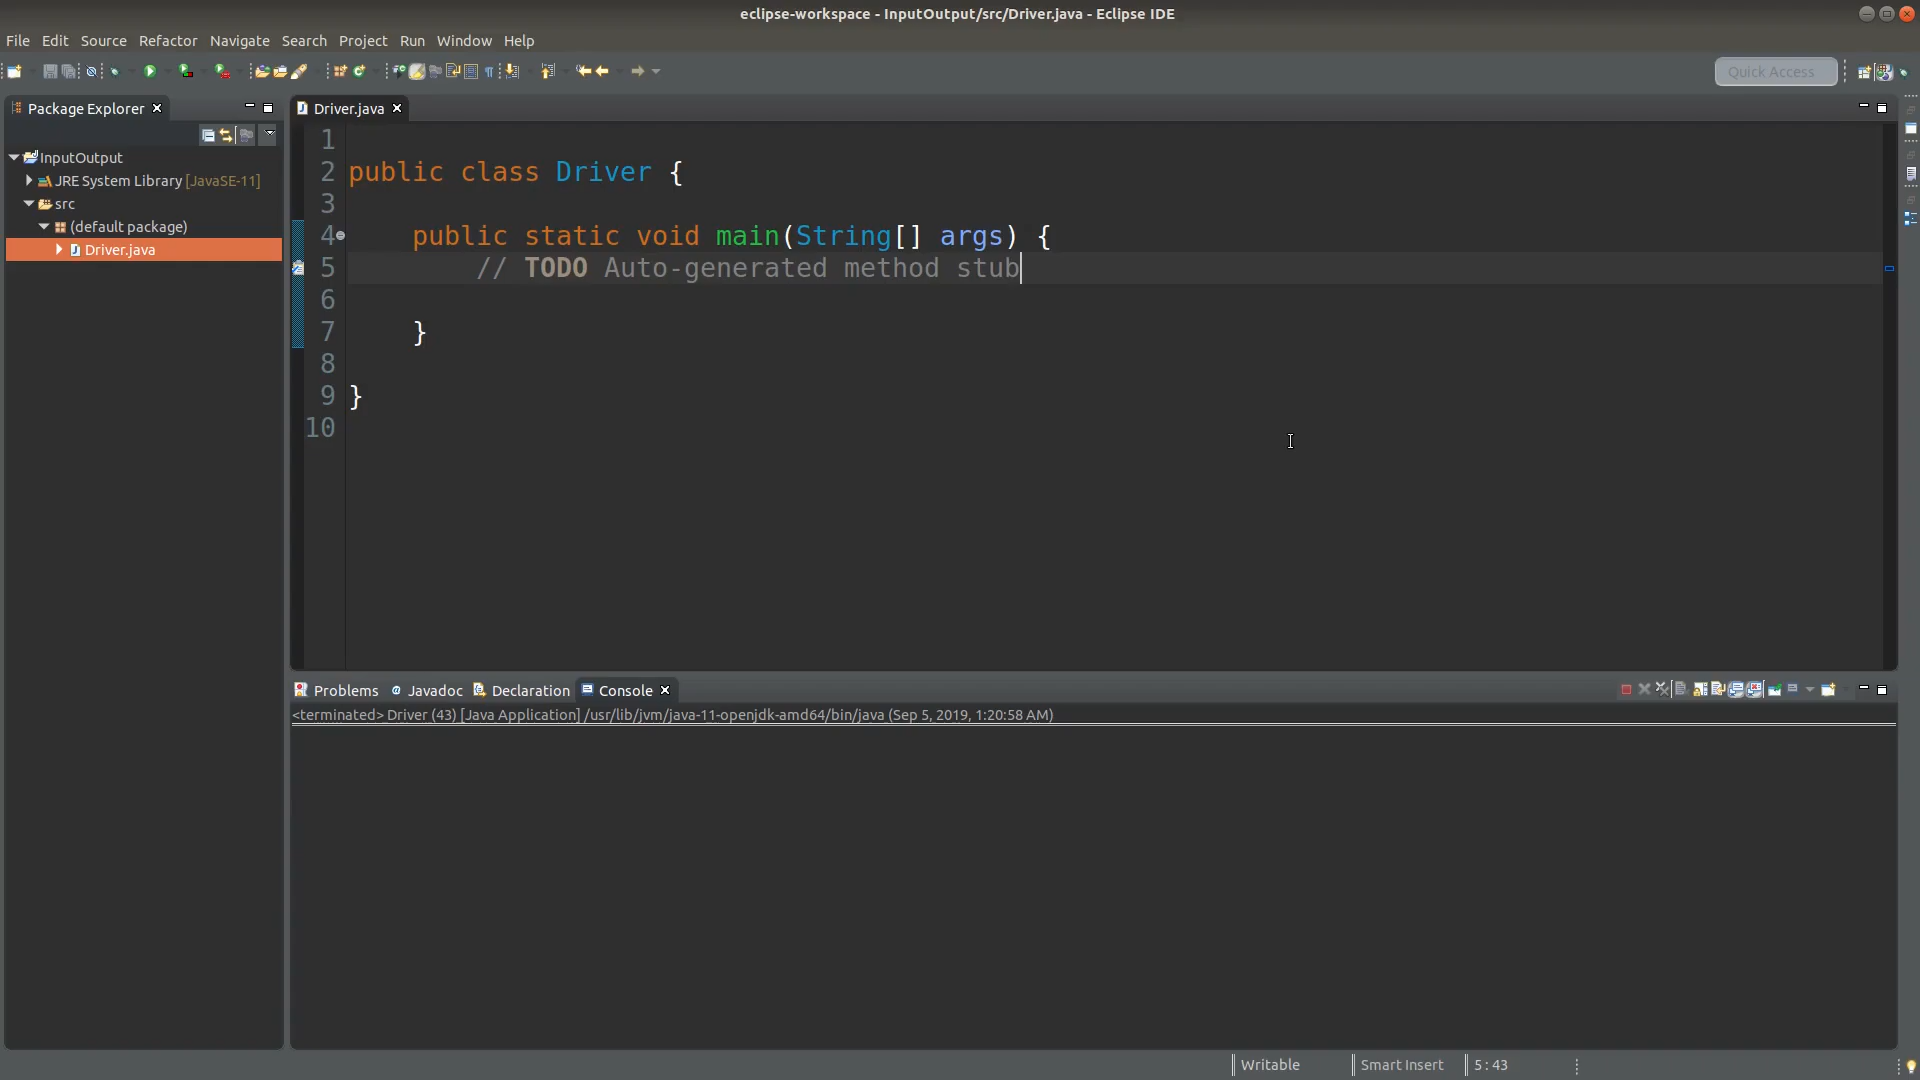 eclipse-workspace - InputOutput/src/Driver.java - Eclipse IDE
File Edit Source Refactor Navigate Search Project Run Window Help
Quick Access
Package Explorer
InputOutput
JRE System Library [JavaSE-11]
src
(default package)
Driver.java
Driver.java
1
2 public class Driver {
3
4 public static void main(String[] args) {
5 // TODO Auto-generated method stub
6
7 }
8
9 }
10
Problems Javadoc Declaration Console
<terminated> Driver (43) [Java Application] /usr/lib/jvm/java-11-openjdk-amd64/bin/java (Sep 5, 2019, 1:20:58 AM)
Writable Smart Insert 5 : 43